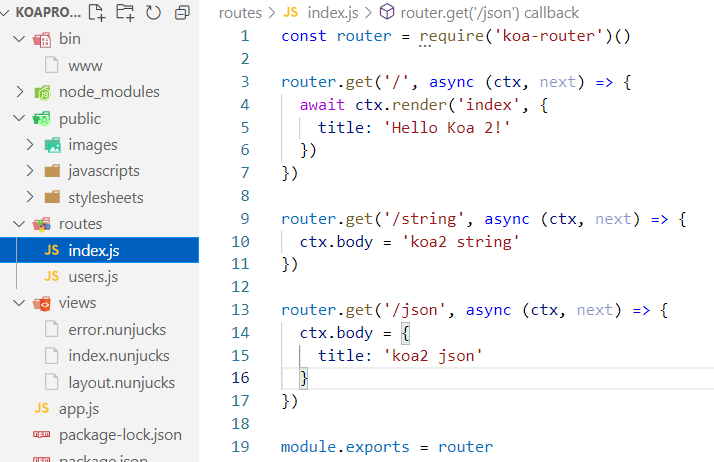 KOAPRO...
bin
www
node_modules
public
images
javascripts
stylesheets
routes
JS index.js
JS users.js
views
error.nunjucks
index.nunjucks
layout.nunjucks
JS app.js
package-lock.json
package.json
routes > JS index.js > router.get('/json') callback
1 const router = require('koa-router')()
2
3 router.get('/', async (ctx, next) => {
4 await ctx.render('index', {
5 title: 'Hello Koa 2!'
6 })
7 })
8
9 router.get('/string', async (ctx, next) => {
10 ctx.body = 'koa2 string'
11 })
12
13 router.get('/json', async (ctx, next) => {
14 ctx.body = {
15 title: 'koa2 json'
16 }
17 })
18
19 module.exports = router